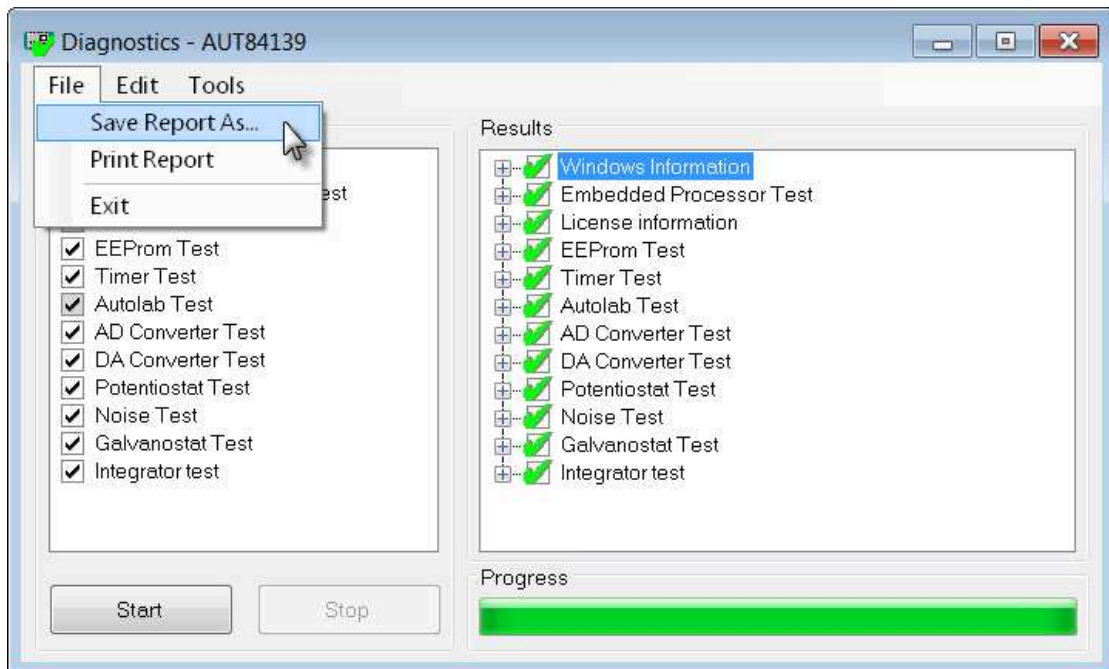 Diagnostics - AUT84139
File Edit Tools
Save Report As...
Print Report
Exit
est
EEProm Test
Timer Test
Autolab Test
AD Converter Test
DA Converter Test
Potentiostat Test
Noise Test
Galvanostat Test
Integrator test
Start
Stop
Results
Windows Information
Embedded Processor Test
License information
EEProm Test
Timer Test
Autolab Test
AD Converter Test
DA Converter Test
Potentiostat Test
Noise Test
Galvanostat Test
Integrator test
Progress